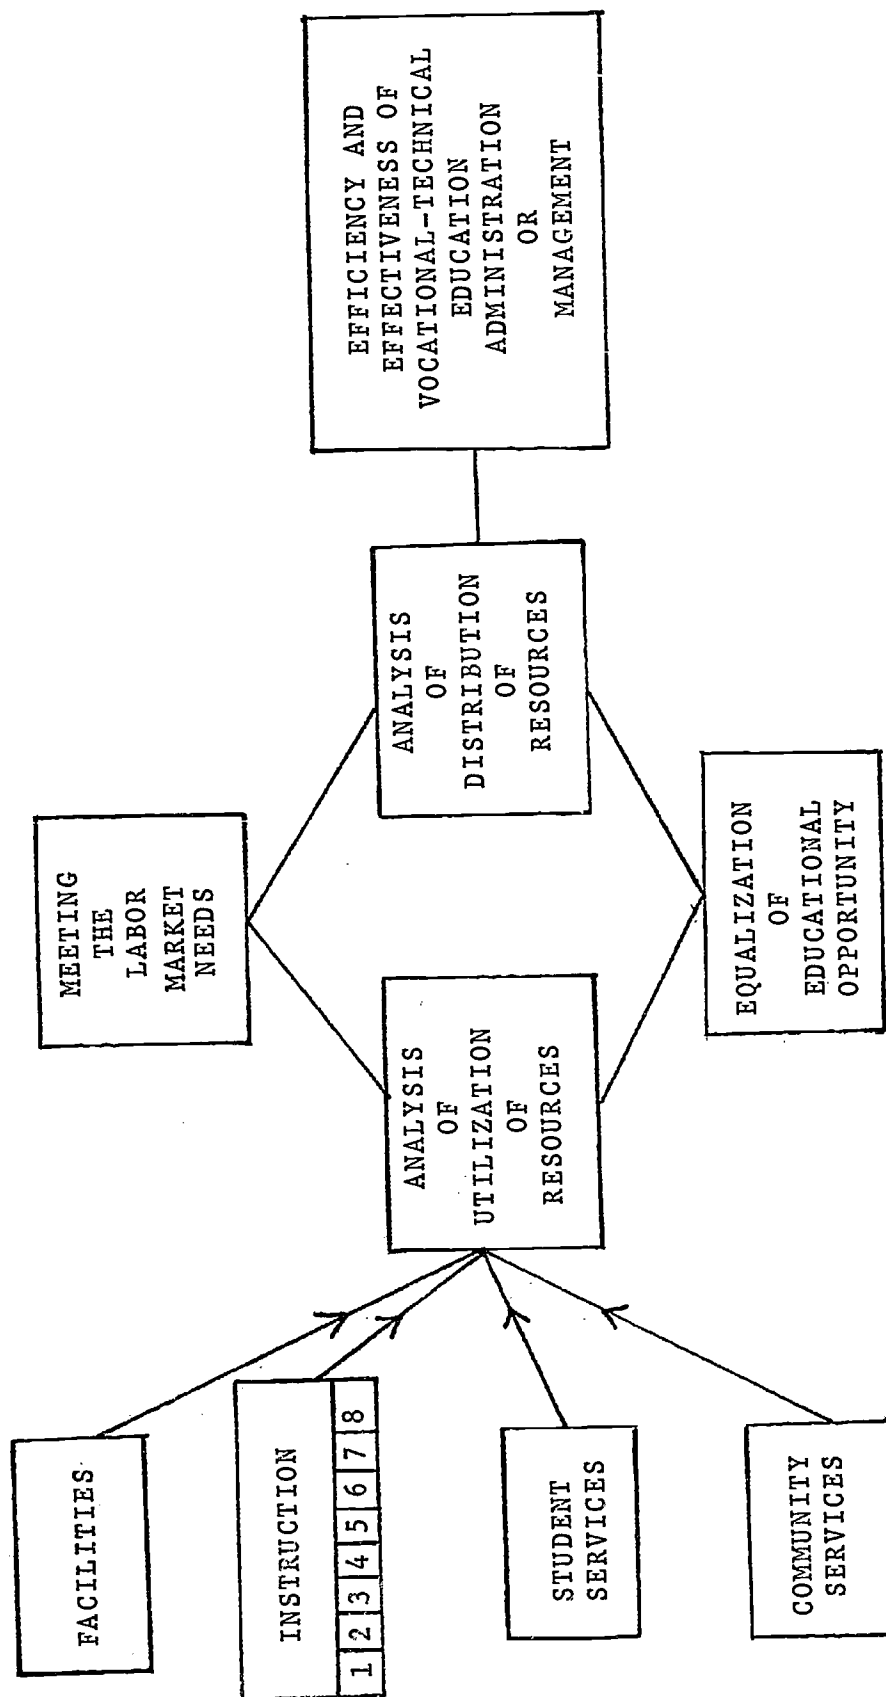 FACILITIES
INSTRUCTION
1 2 3 4 5 6 7 8
STUDENT
SERVICES
COMMUNITY
SERVICES
ANALYSIS
OF
UTILIZATION
OF
RESOURCES
MEETING
THE
LABOR
MARKET
NEEDS
EQUALIZATION
OF
EDUCATIONAL
OPPORTUNITY
ANALYSIS
OF
DISTRIBUTION
OF
RESOURCES
EFFICIENCY AND
EFFECTIVENESS OF
VOCATIONAL-TECHNICAL
EDUCATION
ADMINISTRATION
OR
MANAGEMENT